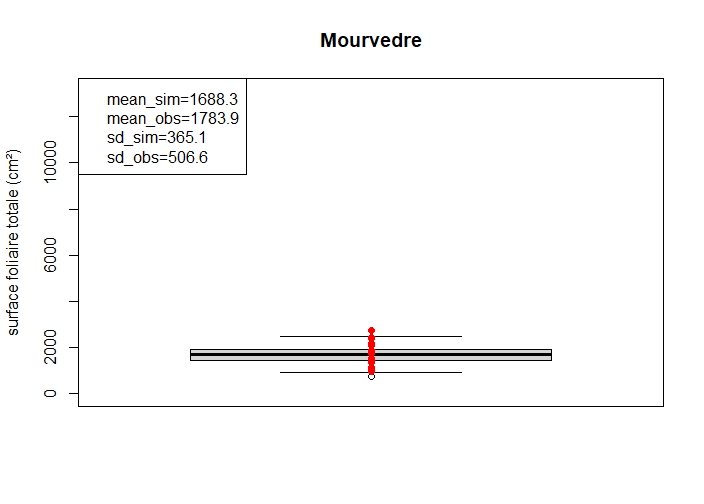 Mourvedre
mean_sim=1688.3
mean_obs=1783.9
sd_sim=365.1
sd_obs=506.6
surface foliaire totale (cm²)
10000
6000
2000
0